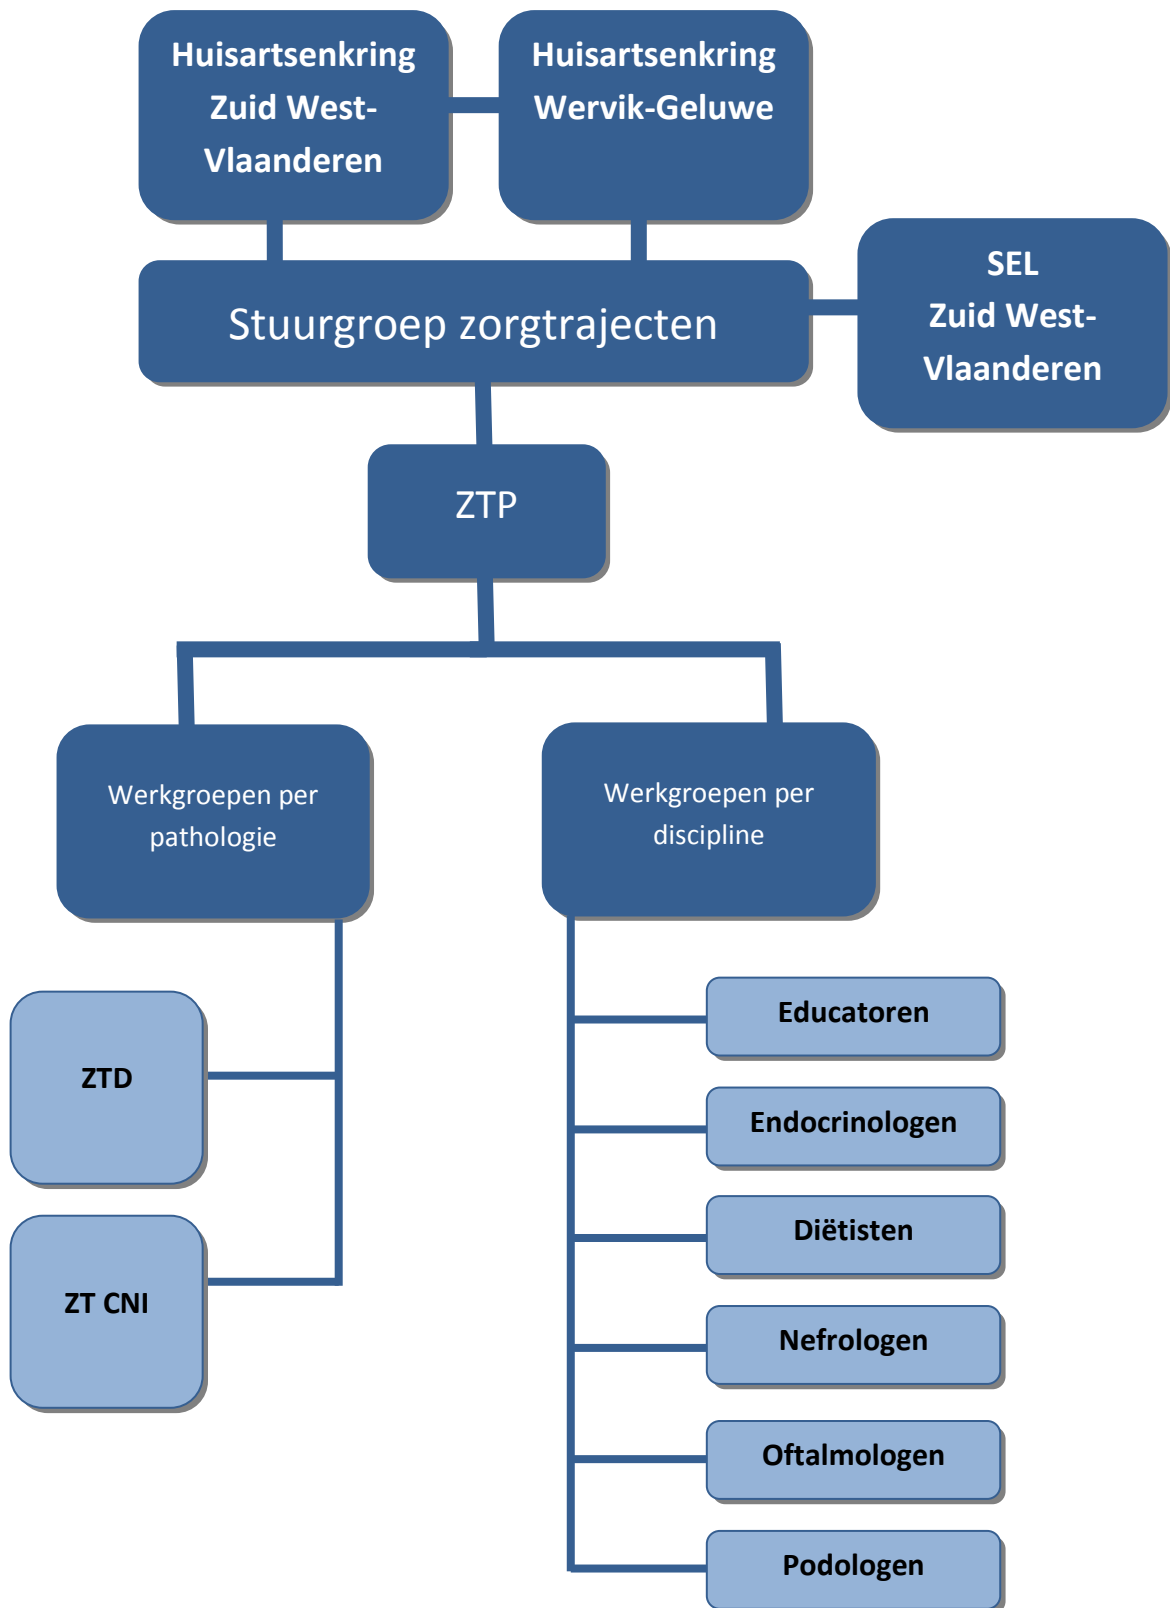 Huisartsenkring
Zuid West-
Vlaanderen
Huisartsenkring
Wervik-Geluwe
SEL
Zuid West-
Vlaanderen
Stuurgroep zorgtrajecten
ZTP
Werkgroepen per
pathologie
Werkgroepen per
discipline
ZTD
ZT CNI
Educatoren
Endocrinologen
Diëtisten
Nefrologen
Oftalmologen
Podologen